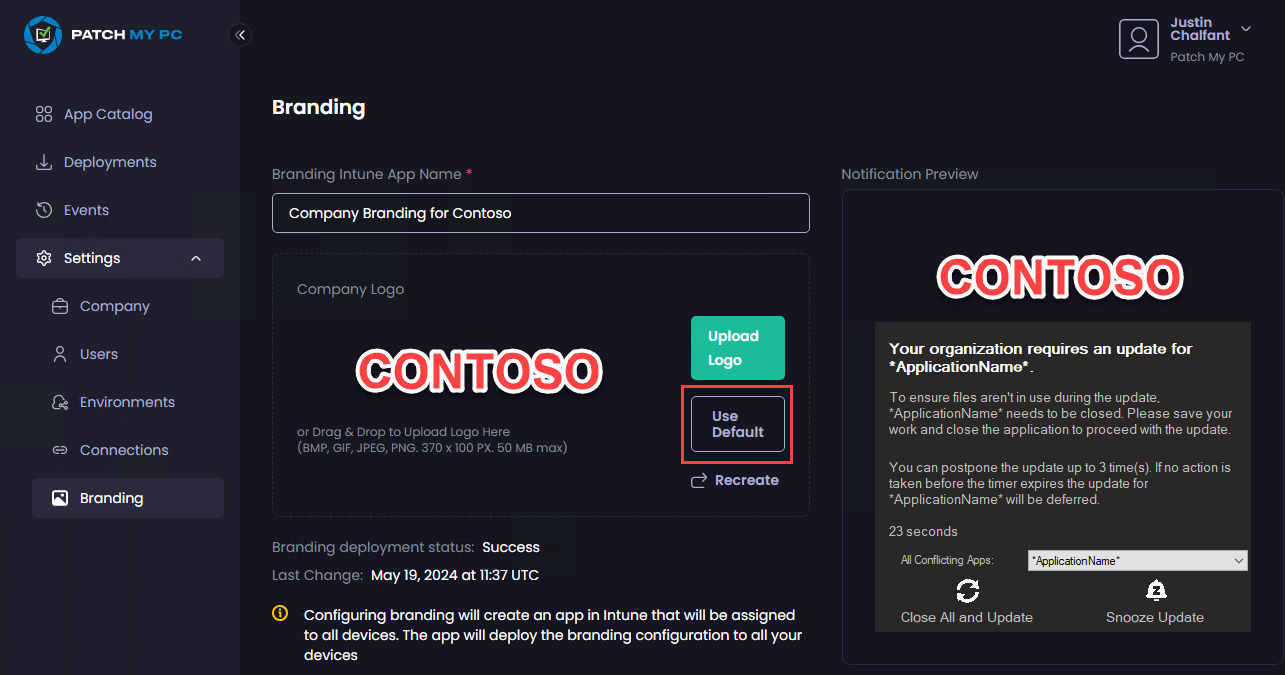 PATCH MY PC
Justin
Chalfant
Patch My PC
App Catalog
Deployments
Events
Settings
Company
Users
Environments
Connections
Branding
Branding
Branding Intune App Name *
Company Branding for Contoso
Company Logo
CONTOSO
Upload
Logo
Use
Default
or Drag & Drop to Upload Logo Here
(BMP, GIF, JPEG, PNG. 370 x 100 PX. 50 MB max)
Recreate
Branding deployment status: Success
Last Change: May 19, 2024 at 11:37 UTC
Configuring branding will create an app in Intune that will be assigned
to all devices. The app will deploy the branding configuration to all your
devices
Notification Preview
CONTOSO
Your organization requires an update for
*ApplicationName*.
To ensure files aren't in use during the update,
*ApplicationName* needs to be closed. Please save your
work and close the application to proceed with the update.
You can postpone the update up to 3 time(s). If no action is
taken before the timer expires the update for
*ApplicationName* will be deferred.
23 seconds
All Conflicting Apps:
*ApplicationName*
Close All and Update
Snooze Update